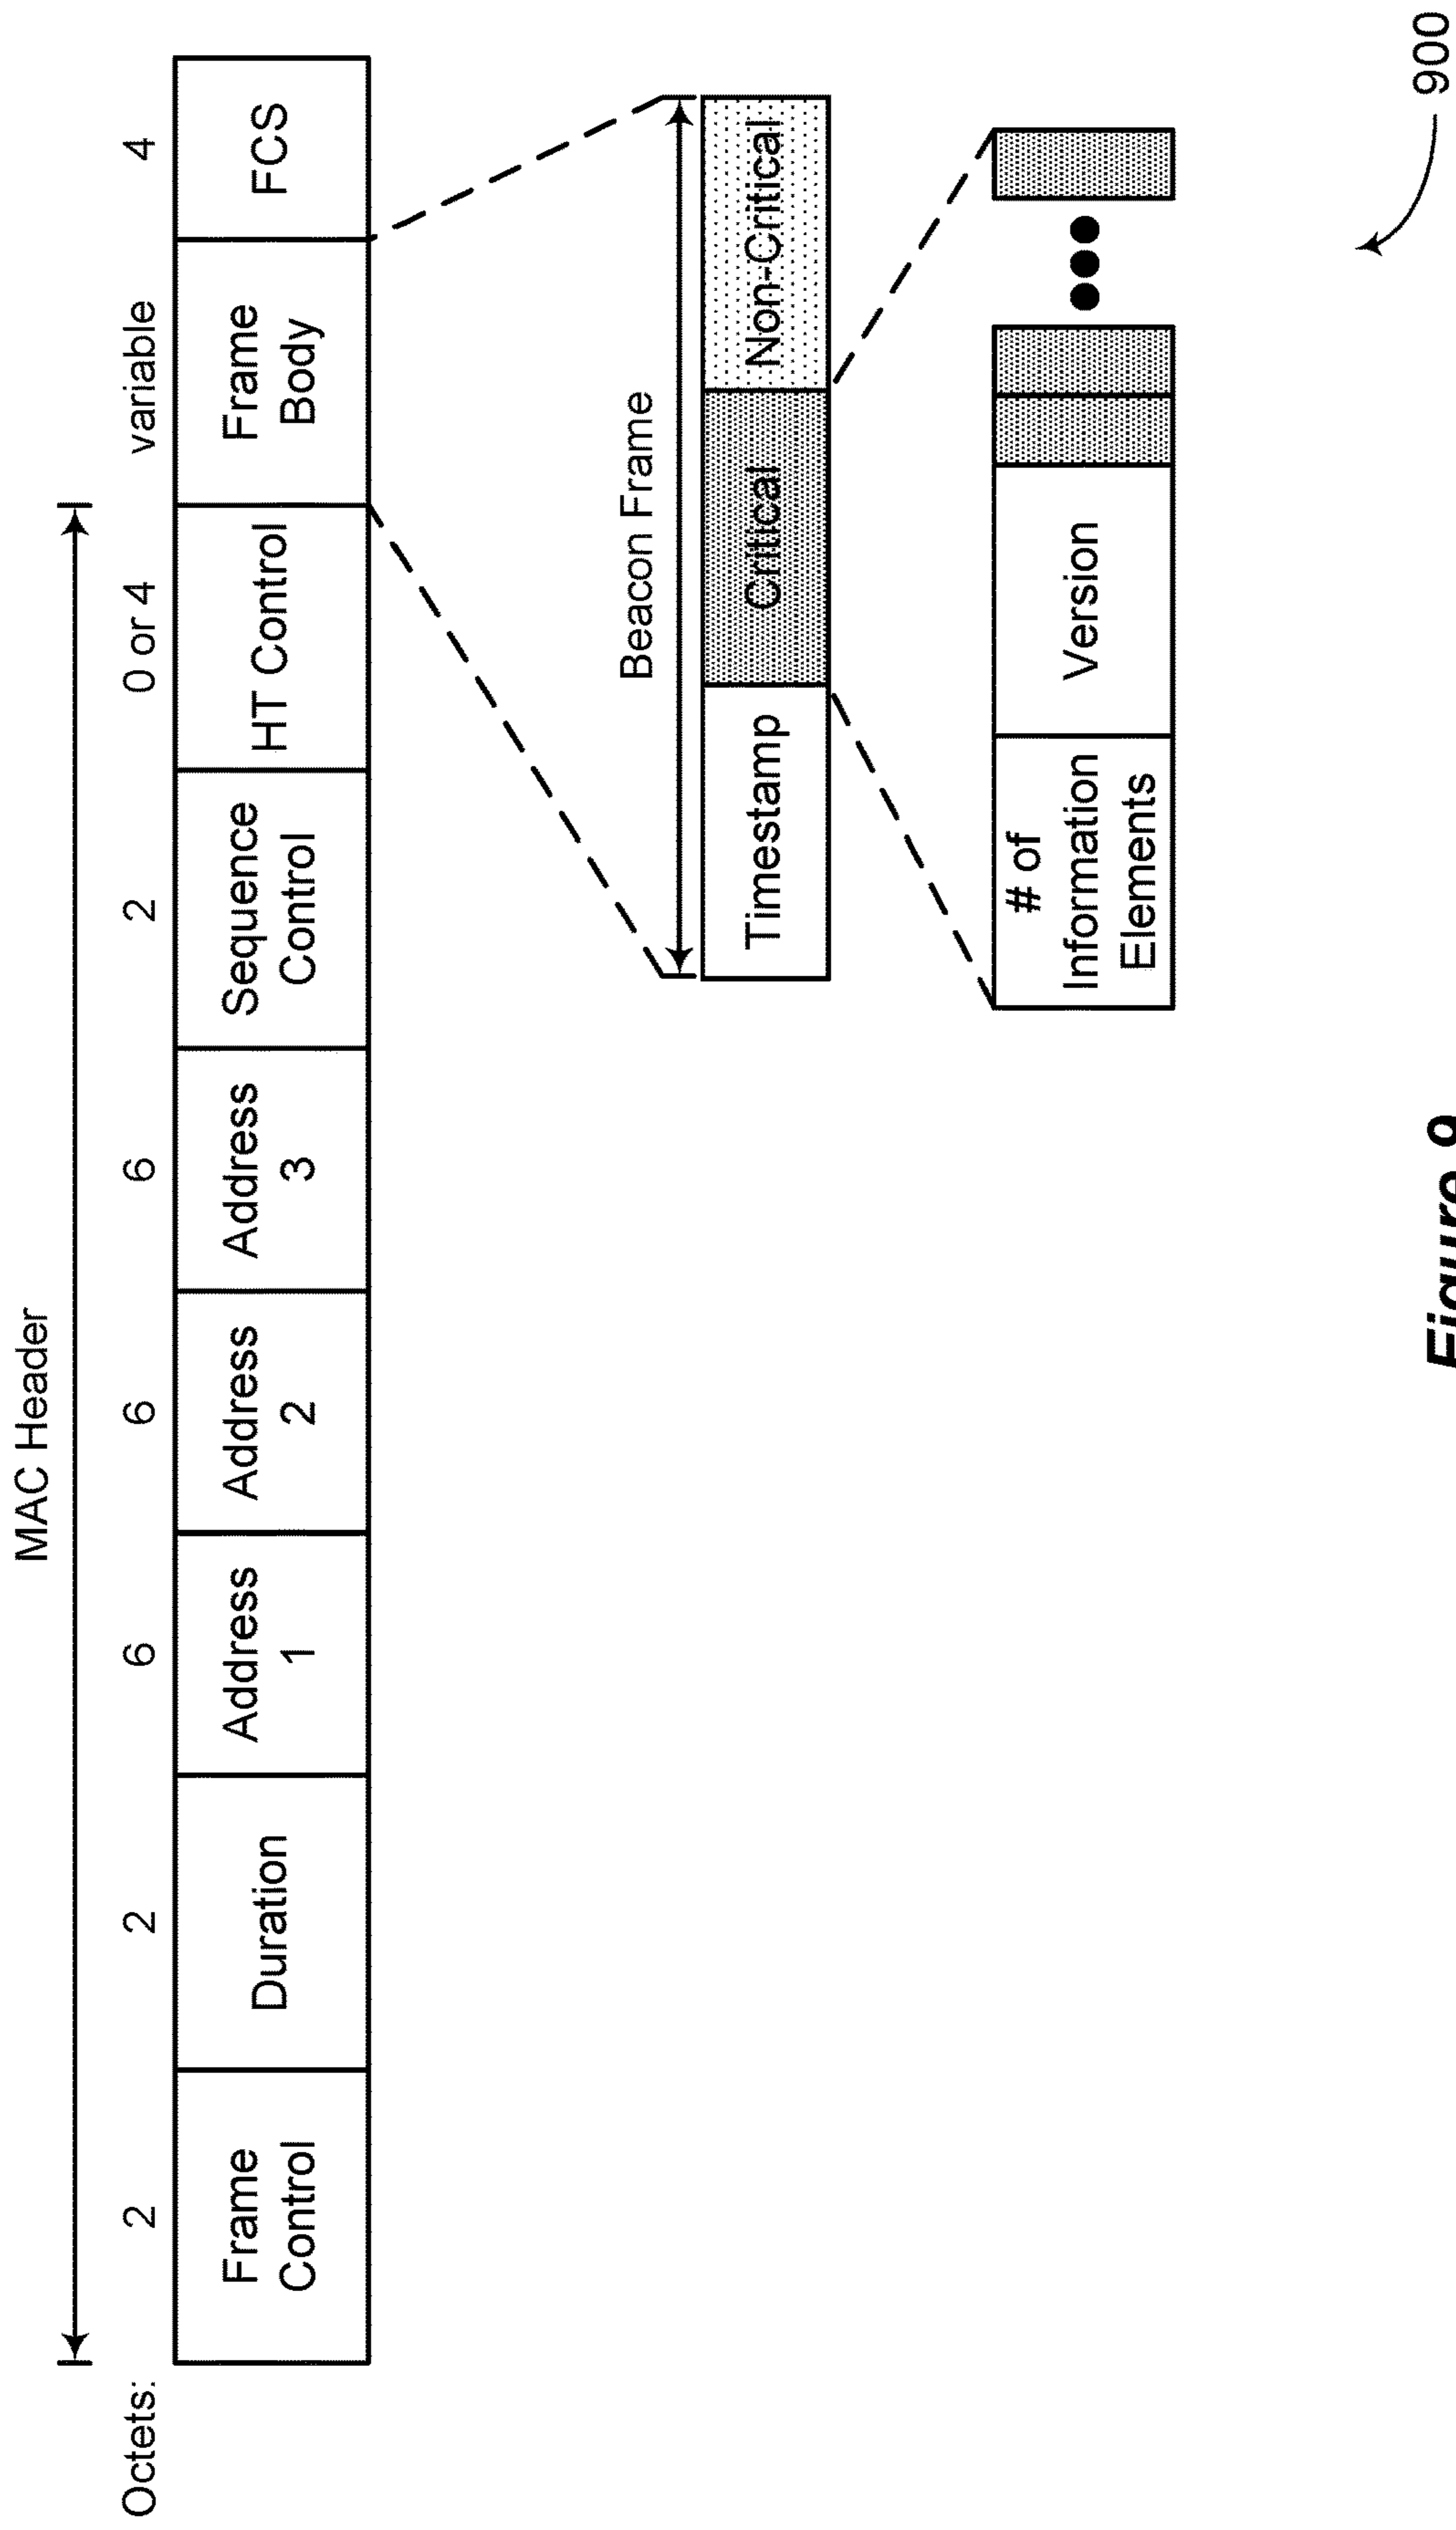 MAC Header
Octets: 2 2 6 6 6 2 0 or 4 variable 4
Frame
Control
Duration
Address
1
Address
2
Address
3
Sequence
Control
HT Control
Frame
Body
FCS
Beacon Frame
Timestamp
Critical
Non-Critical
# of
Information
Elements
Version
900
Figure 9